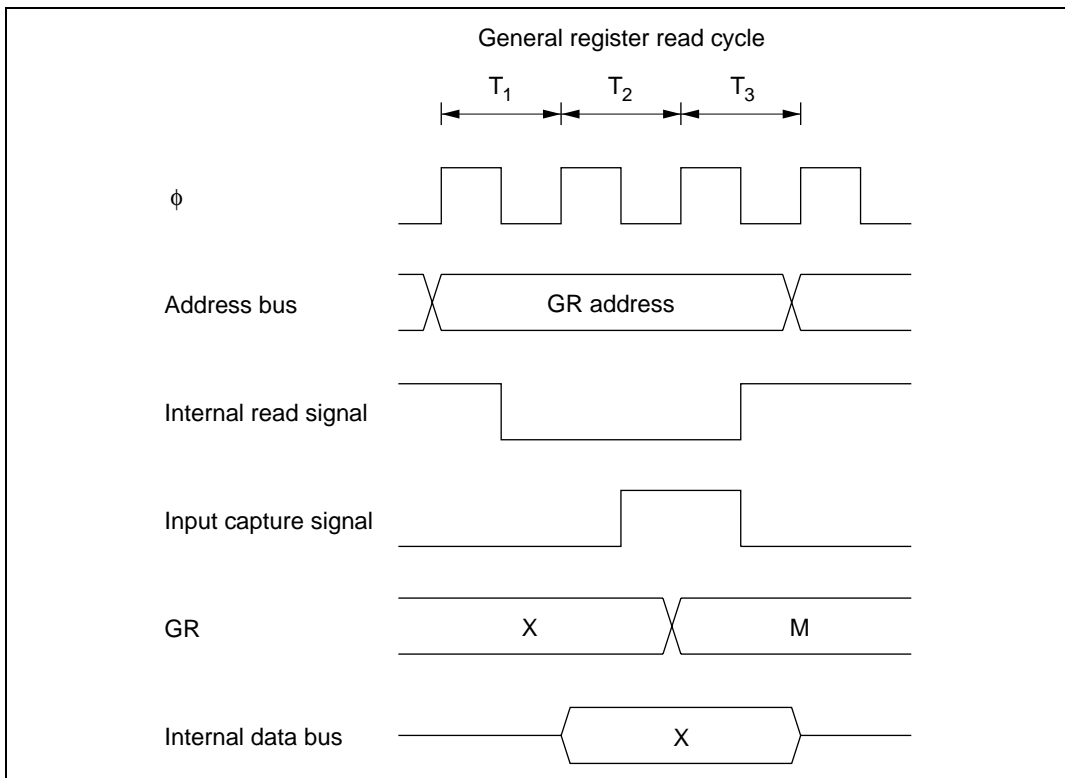 General register read cycle
T1 T2 T3
φ
Address bus GR address
Internal read signal
Input capture signal
GR X M
Internal data bus X